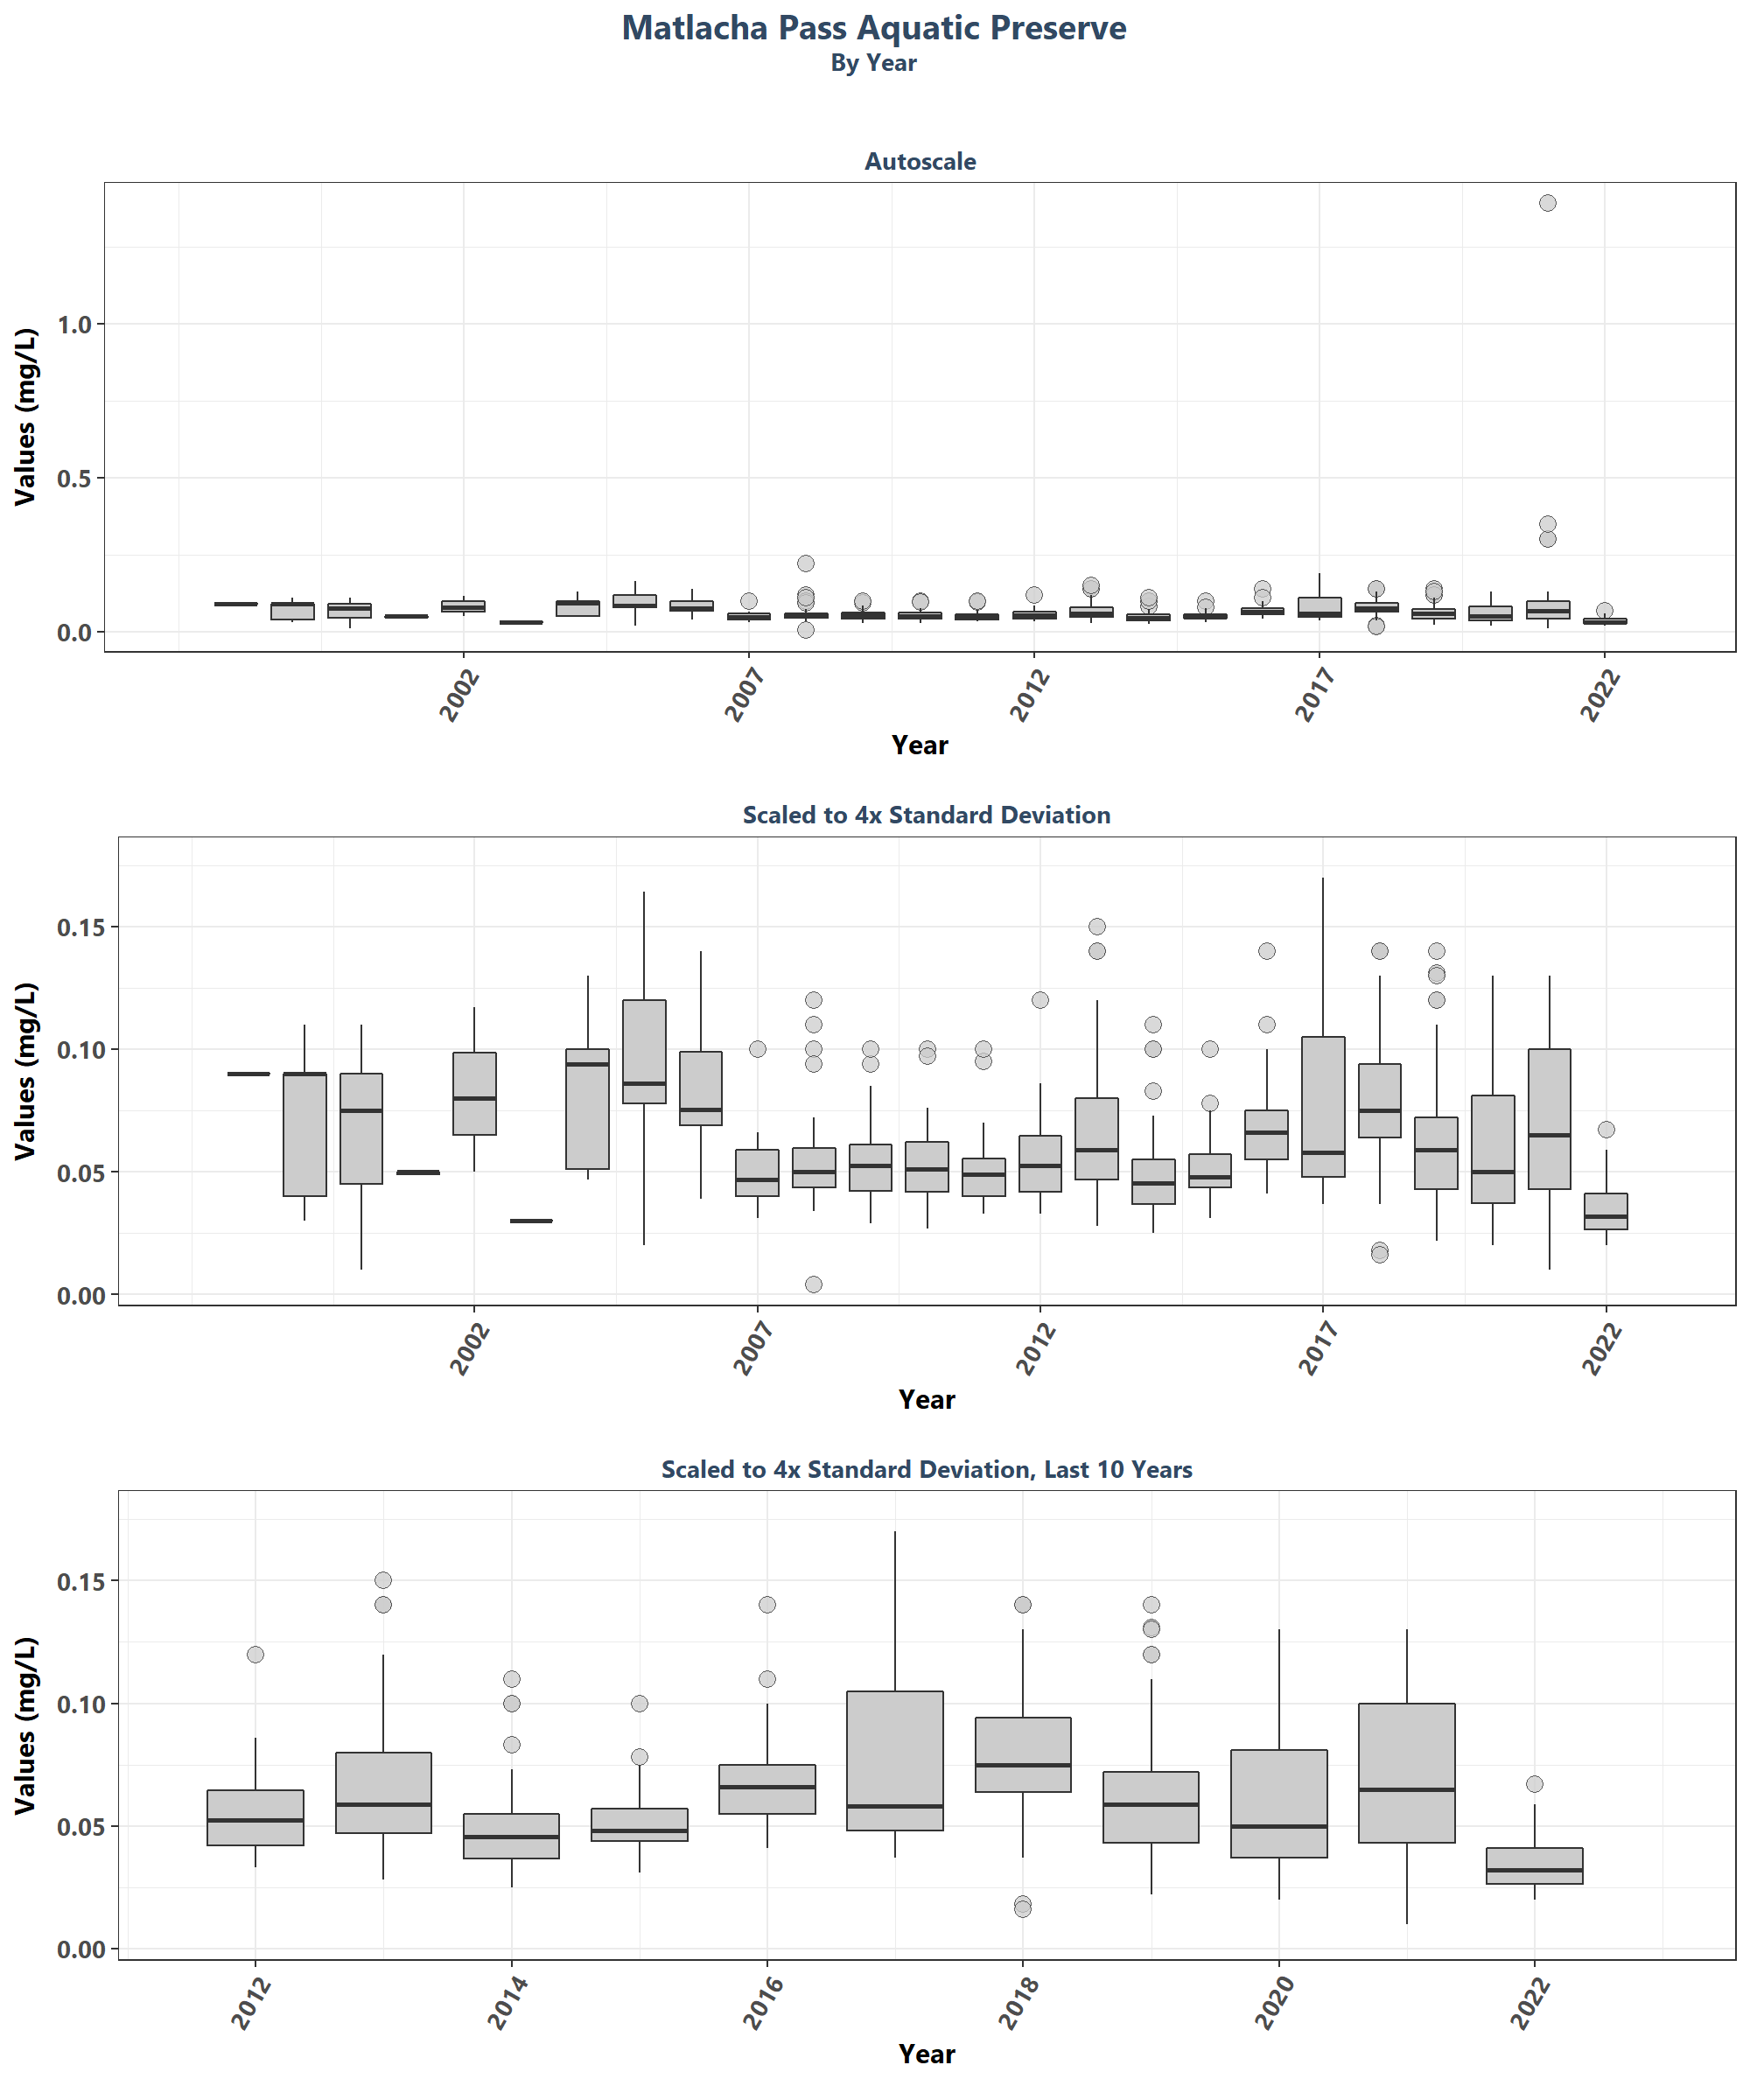 Matlacha Pass Aquatic Preserve
By Year
Autoscale
Values (mg/L)
1.0
0.5
0.0
2002
2007
2012
2017
2022
Year
Scaled to 4x Standard Deviation
Values (mg/L)
0.15
0.10
0.05
0.00
2002
2007
2012
2017
2022
Year
Scaled to 4x Standard Deviation, Last 10 Years
Values (mg/L)
0.15
0.10
0.05
0.00
2012
2014
2016
2018
2020
2022
Year